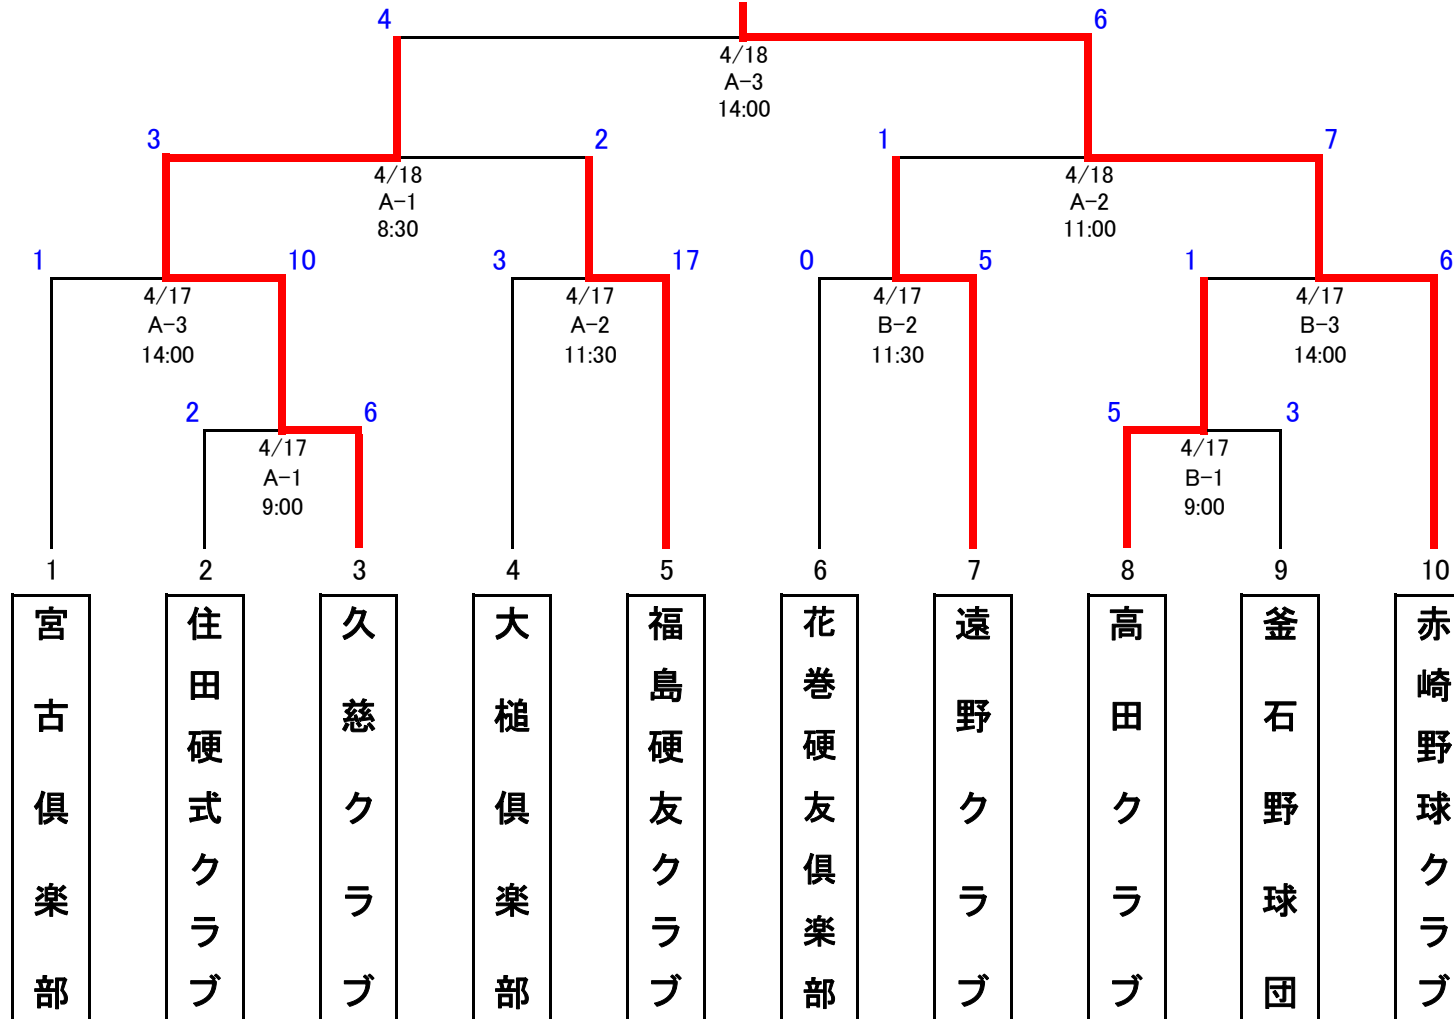 4
6
4/18
A-3
14:00
3
2
1
7
4/18
A-1
8:30
4/18
A-2
11:00
1
10
3
17
0
5
1
6
4/17
A-3
14:00
4/17
A-2
11:30
4/17
B-2
11:30
4/17
B-3
14:00
2
6
5
3
4/17
A-1
9:00
4/17
B-1
9:00
1
2
3
4
5
6
7
8
9
10
宮古倶楽部
住田硬式クラブ
久慈クラブ
大槌倶楽部
福島硬友クラブ
花巻硬友倶楽部
遠野クラブ
高田クラブ
釜石野球団
赤崎野球クラブ